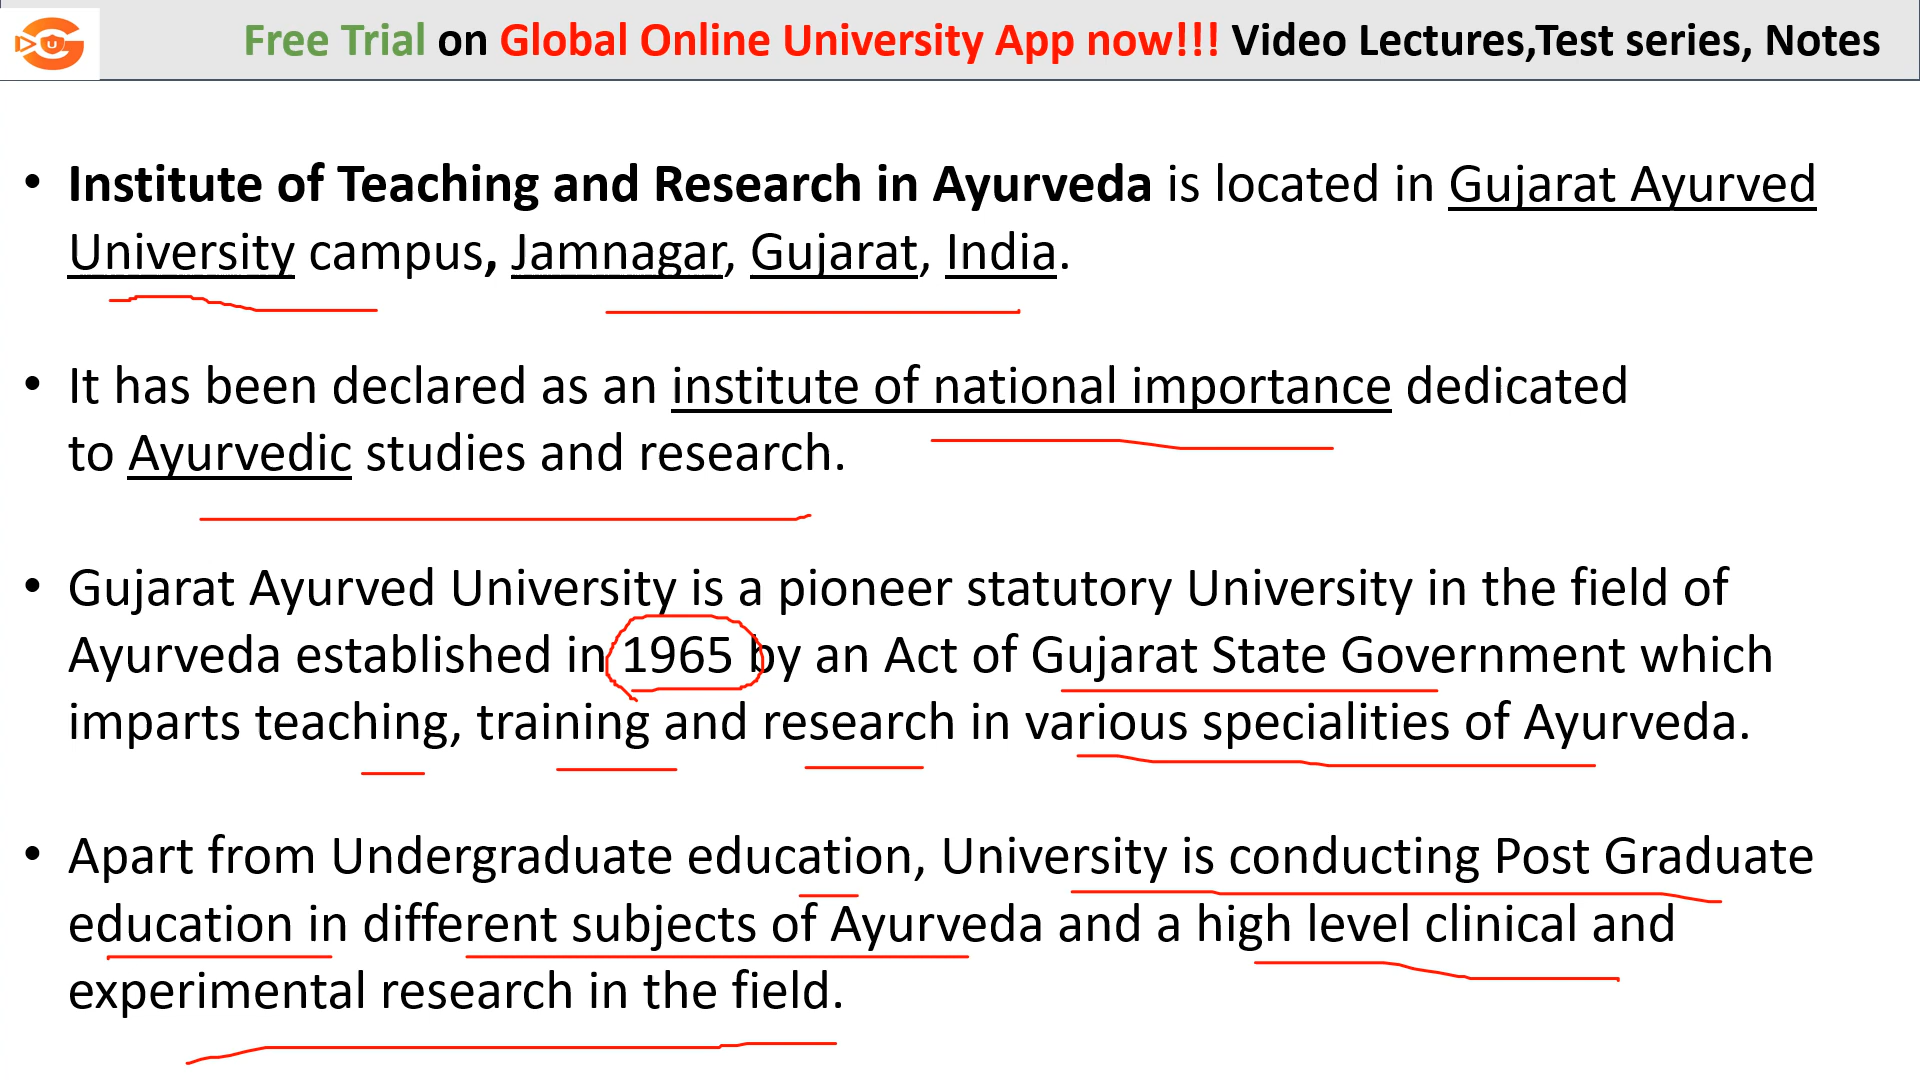 Free Trial on Global Online University App now!!! Video Lectures,Test series, Notes
U
• Institute of Teaching and Research in Ayurveda is located in Gujarat Ayurved
University campus, Jamnagar, Gujarat, India.
• It has been declared as an institute of national importance dedicated
to Ayurvedic studies and research.
• Gujarat Ayurved University is a pioneer statutory University in the field of
Ayurveda established in 1965 by an Act of Gujarat State Government which
imparts teaching, training and research in various specialities of Ayurveda.
• Apart from Undergraduate education, University is conducting Post Graduate
education in different subjects of Ayurveda and a high level clinical and
experimental research in the field.